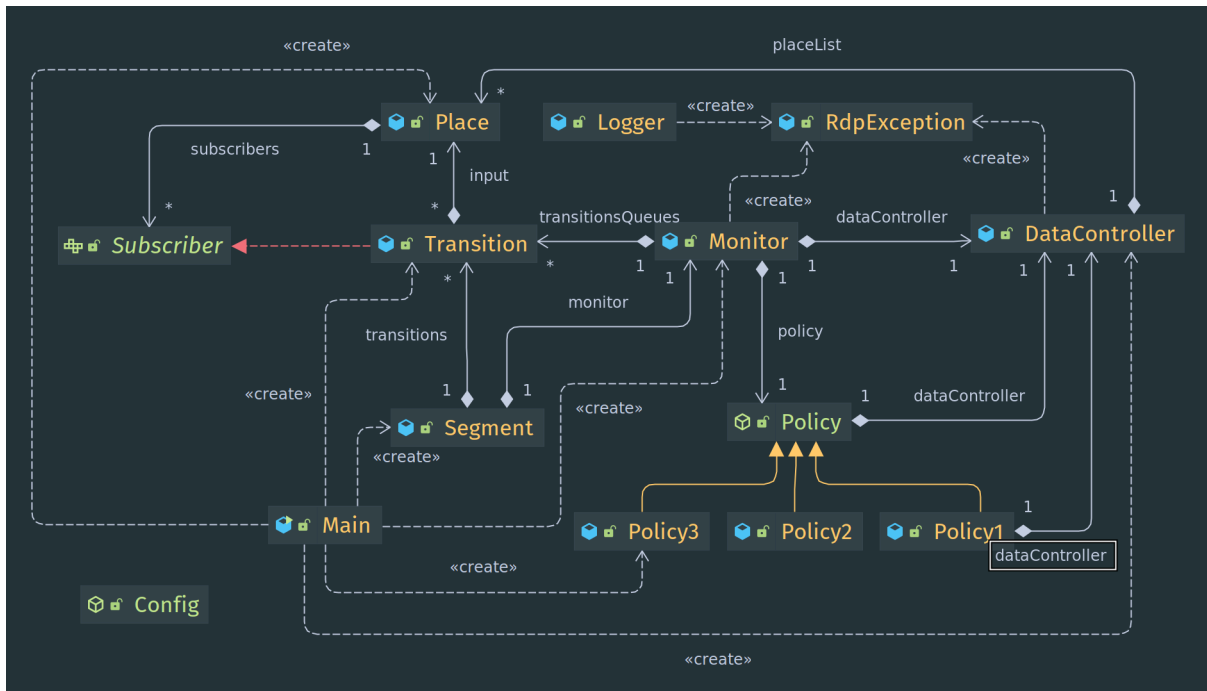 placeList
«create»
*
Place
Logger
«create»
RdpException
subscribers
1
1
input
«create»
*
*
«create»
1
Subscriber
Transition
transitionsQueues
Monitor
dataController
DataController
*
1
1
1
1
1
*
1
1
monitor
transitions
policy
«create»
1
1
«create»
1
1
dataController
Segment
Policy
«create»
Main
1
Policy3
Policy2
Policy1
dataController
«create»
Config
«create»